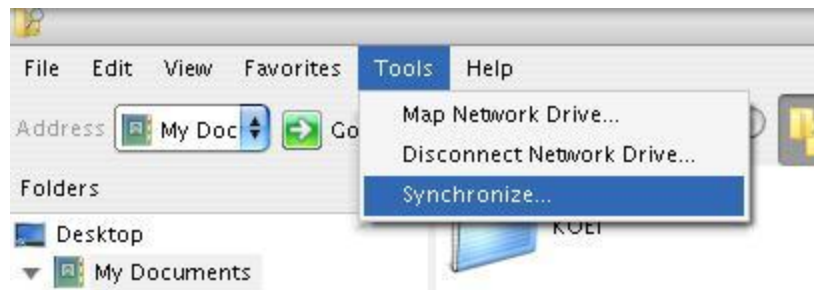 File Edit View Favorites Tools Help
Address My Doc Go
Map Network Drive...
Disconnect Network Drive...
Synchronize...
Folders
Desktop
My Documents
KOEI